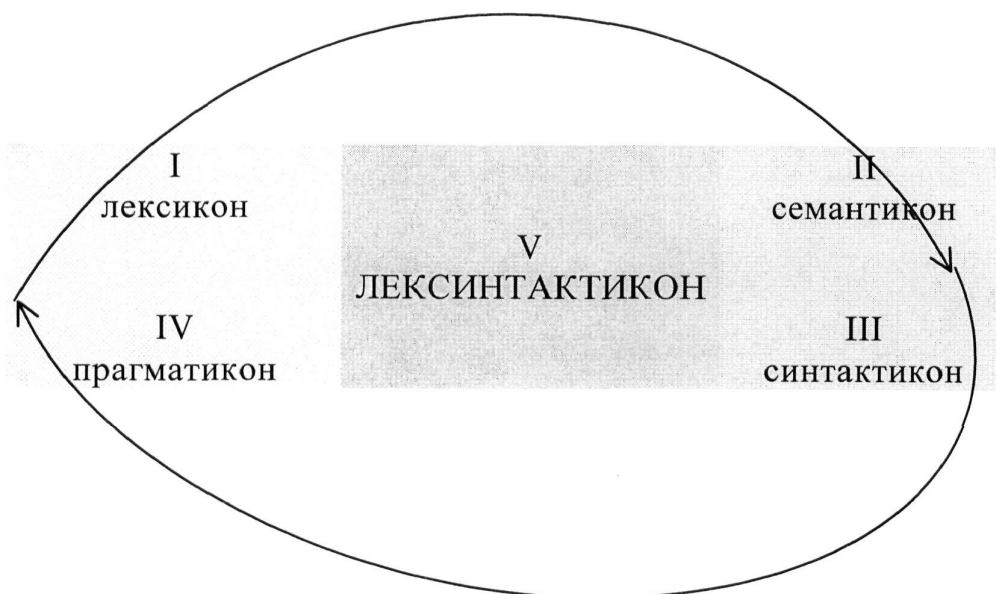 I
лексикон
II
семантикон
V
ЛЕКСИНТАКТИКОН
IV
прагматикон
III
синтактикон